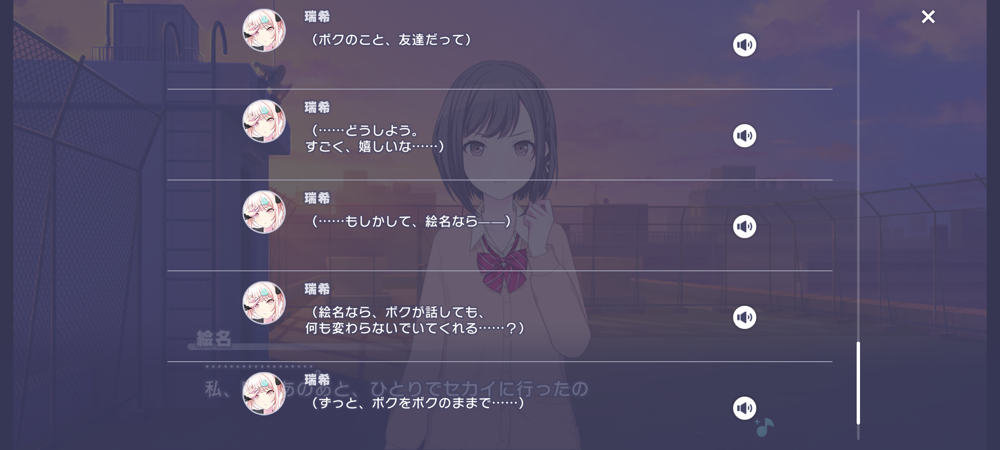 瑞希
（ボクのこと、友達だって）
瑞希
（……どうしよう。
すごく、嬉しいな……）
瑞希
（……もしかして、絵名なら――）
瑞希
（絵名なら、ボクが話しても、
何も変わらないでいてくれる……？）
絵名
瑞希
（ずっと、ボクをボクのままで……）
私、
あのあと、ひとりでセカイに行ったの